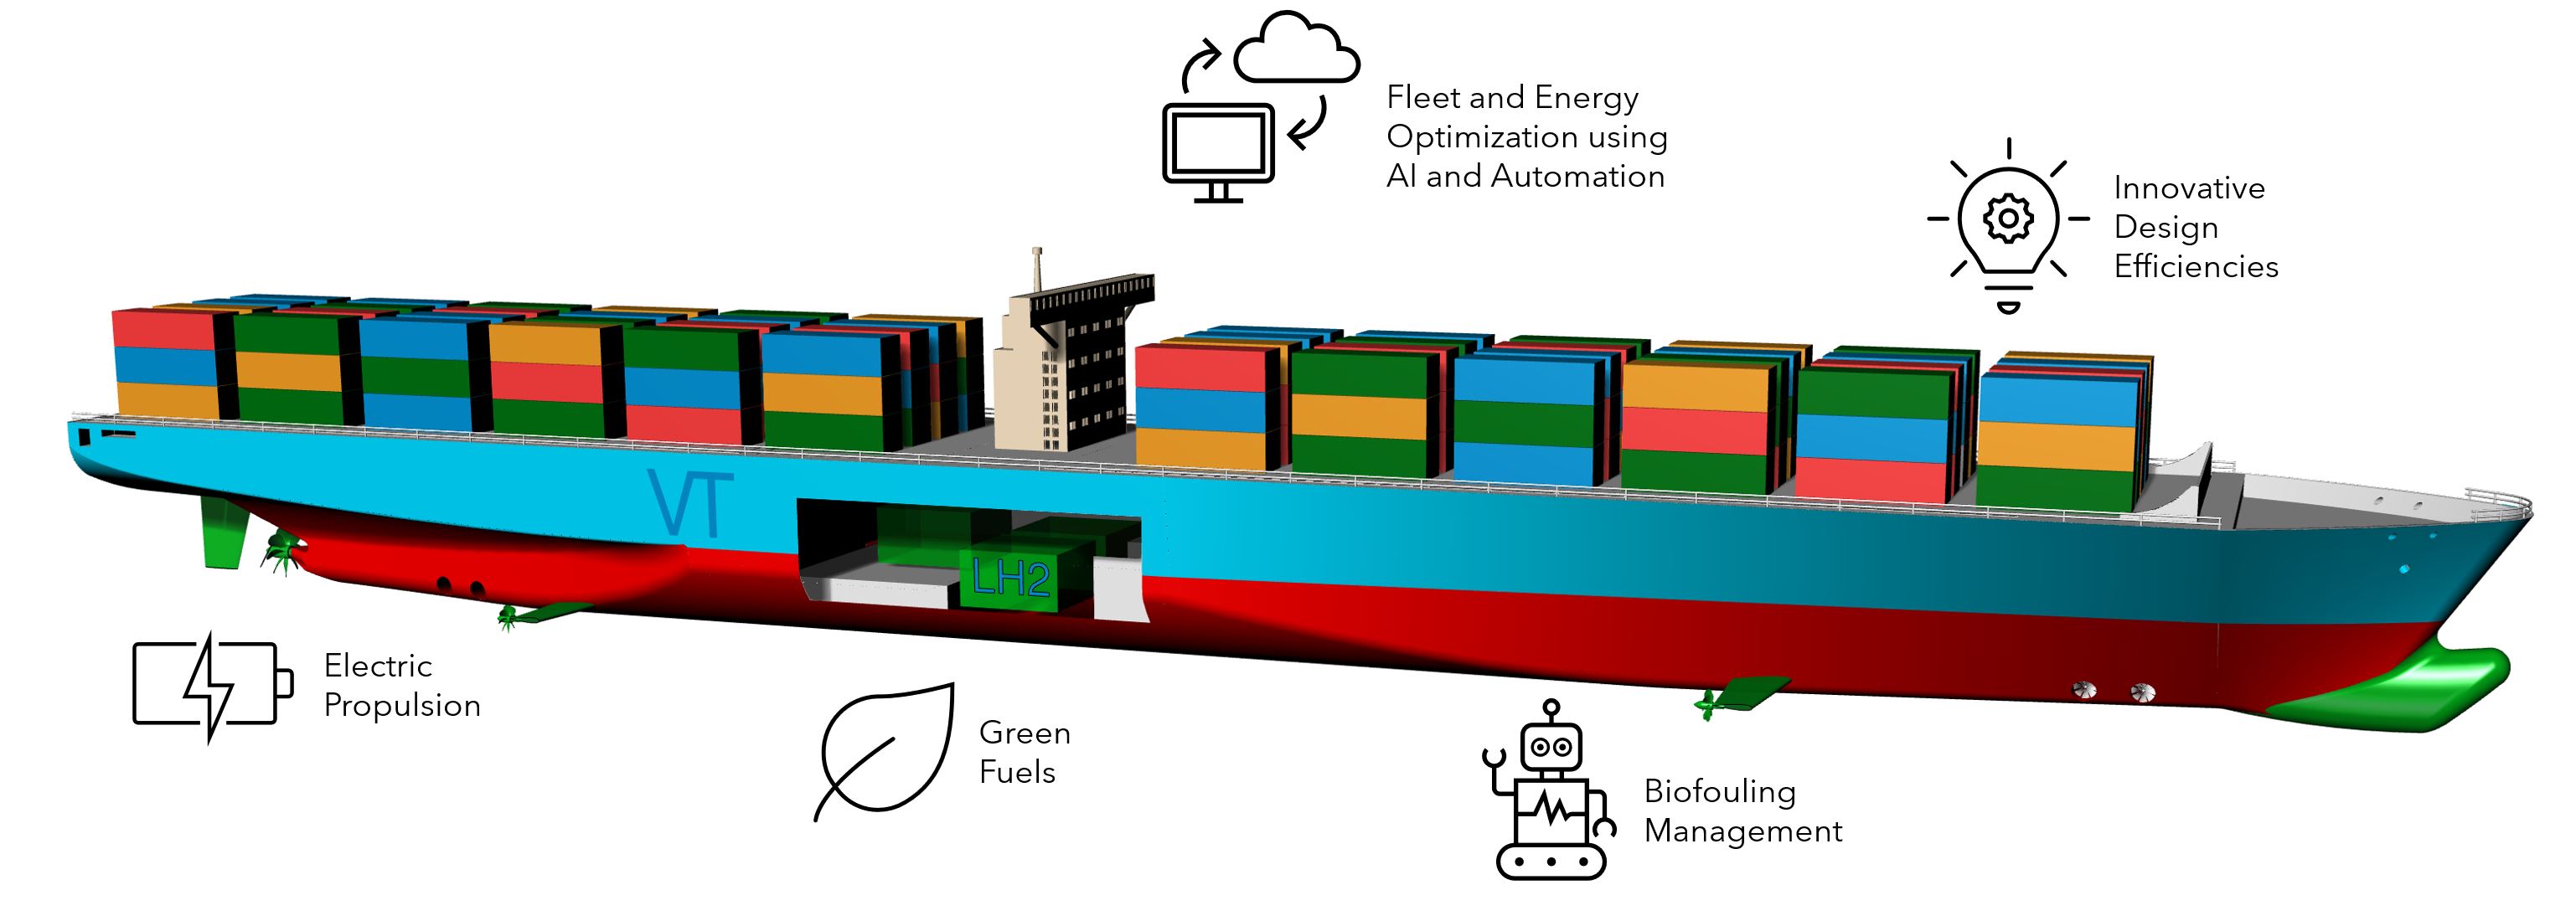 Fleet and Energy
Optimization using
AI and Automation
Innovative
Design
Efficiencies
VT
LH2
Electric
Propulsion
Green
Fuels
Biofouling
Management